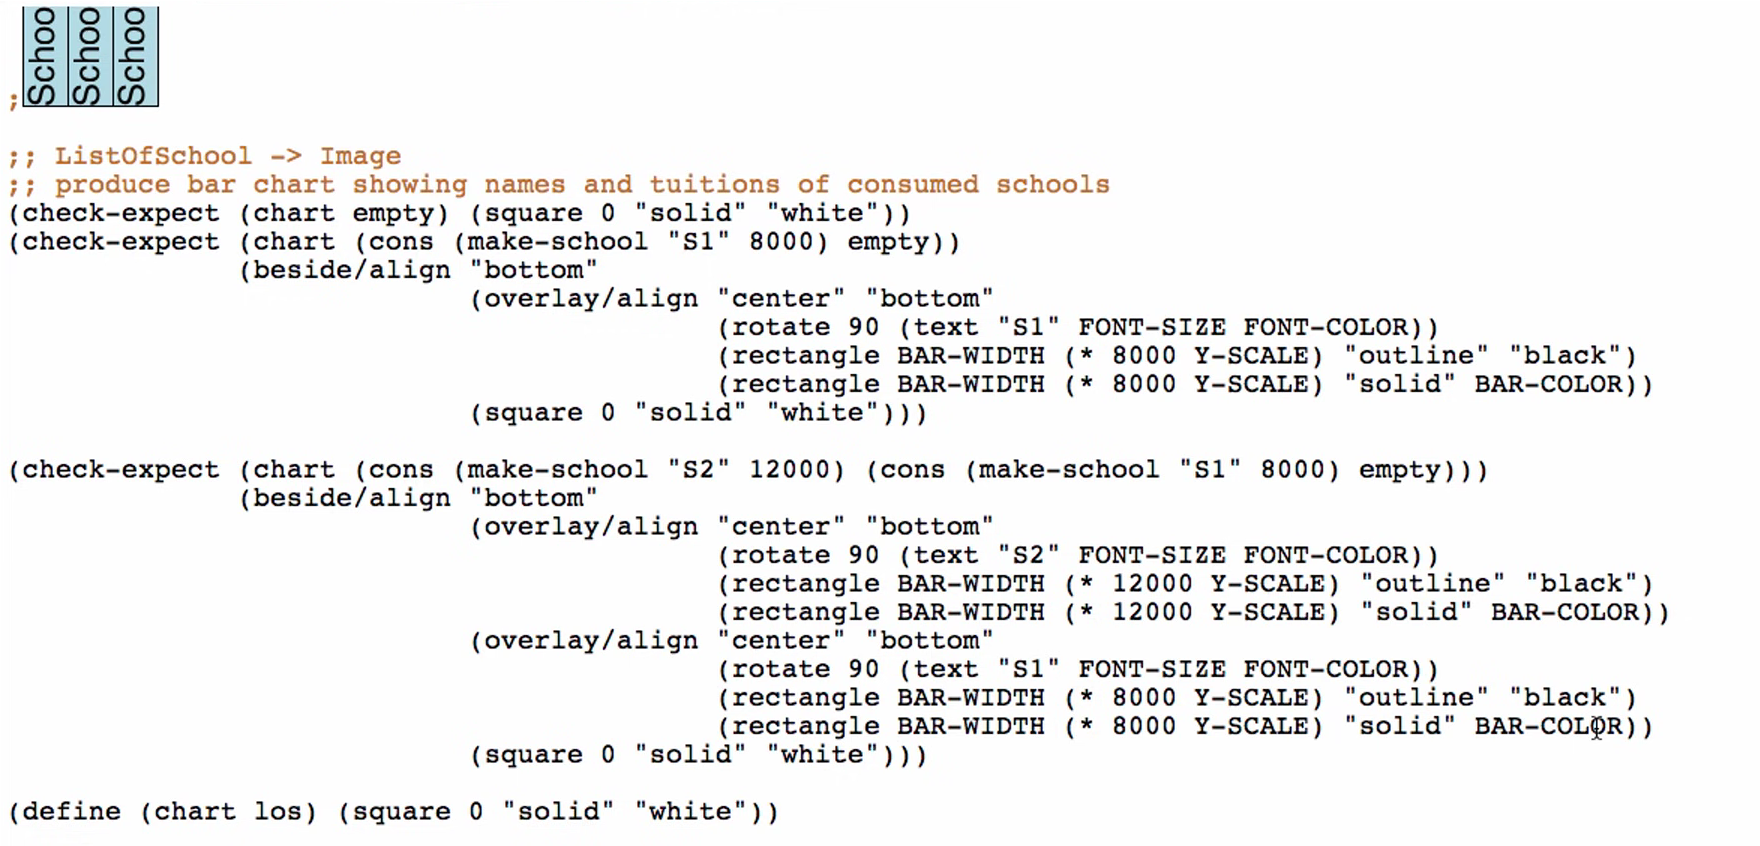 Schoo Schoo Schoo
;
;; ListOfSchool -> Image
;; produce bar chart showing names and tuitions of consumed schools
(check-expect (chart empty) (square 0 "solid" "white"))
(check-expect (chart (cons (make-school "S1" 8000) empty))
              (beside/align "bottom"
                            (overlay/align "center" "bottom"
                                           (rotate 90 (text "S1" FONT-SIZE FONT-COLOR))
                                           (rectangle BAR-WIDTH (* 8000 Y-SCALE) "outline" "black")
                                           (rectangle BAR-WIDTH (* 8000 Y-SCALE) "solid" BAR-COLOR))
                            (square 0 "solid" "white")))

(check-expect (chart (cons (make-school "S2" 12000) (cons (make-school "S1" 8000) empty)))
              (beside/align "bottom"
                            (overlay/align "center" "bottom"
                                           (rotate 90 (text "S2" FONT-SIZE FONT-COLOR))
                                           (rectangle BAR-WIDTH (* 12000 Y-SCALE) "outline" "black")
                                           (rectangle BAR-WIDTH (* 12000 Y-SCALE) "solid" BAR-COLOR))
                            (overlay/align "center" "bottom"
                                           (rotate 90 (text "S1" FONT-SIZE FONT-COLOR))
                                           (rectangle BAR-WIDTH (* 8000 Y-SCALE) "outline" "black")
                                           (rectangle BAR-WIDTH (* 8000 Y-SCALE) "solid" BAR-COLOR))
                            (square 0 "solid" "white")))

(define (chart los) (square 0 "solid" "white"))